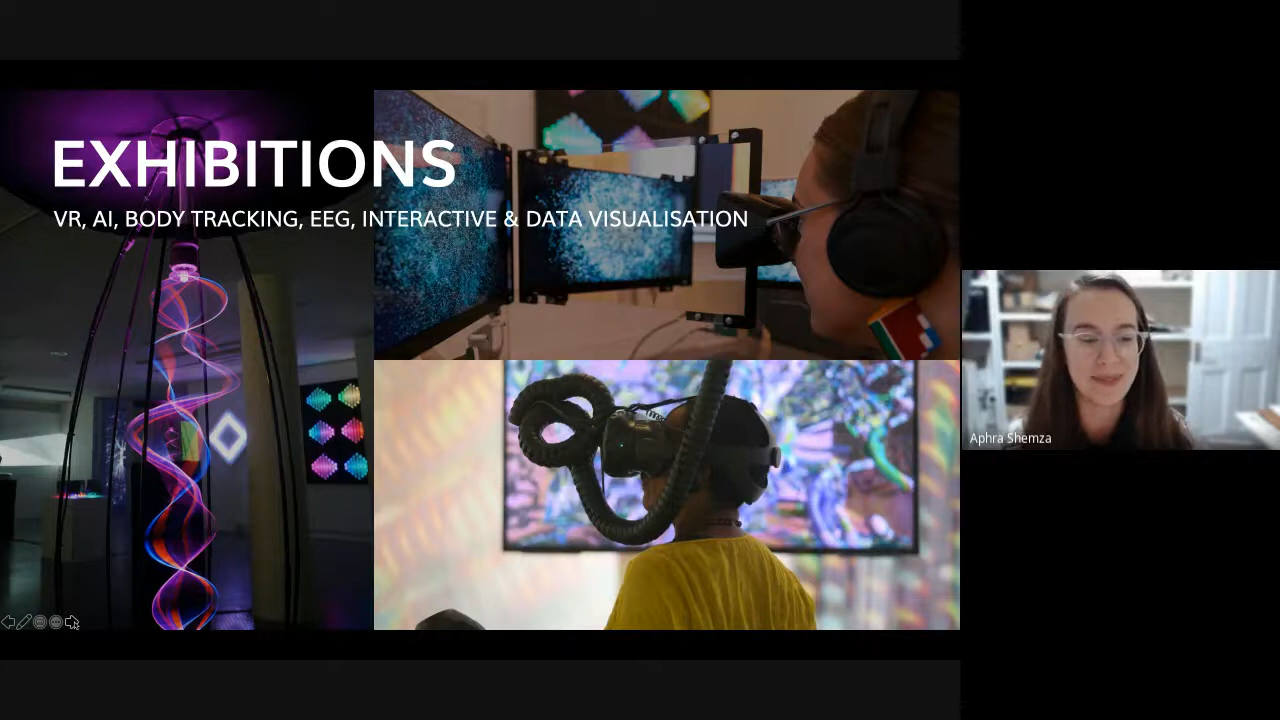 EXHIBITIONS
VR, AI, BODY TRACKING, EEG, INTERACTIVE & DATA VISUALISATION
Aphra Shemza